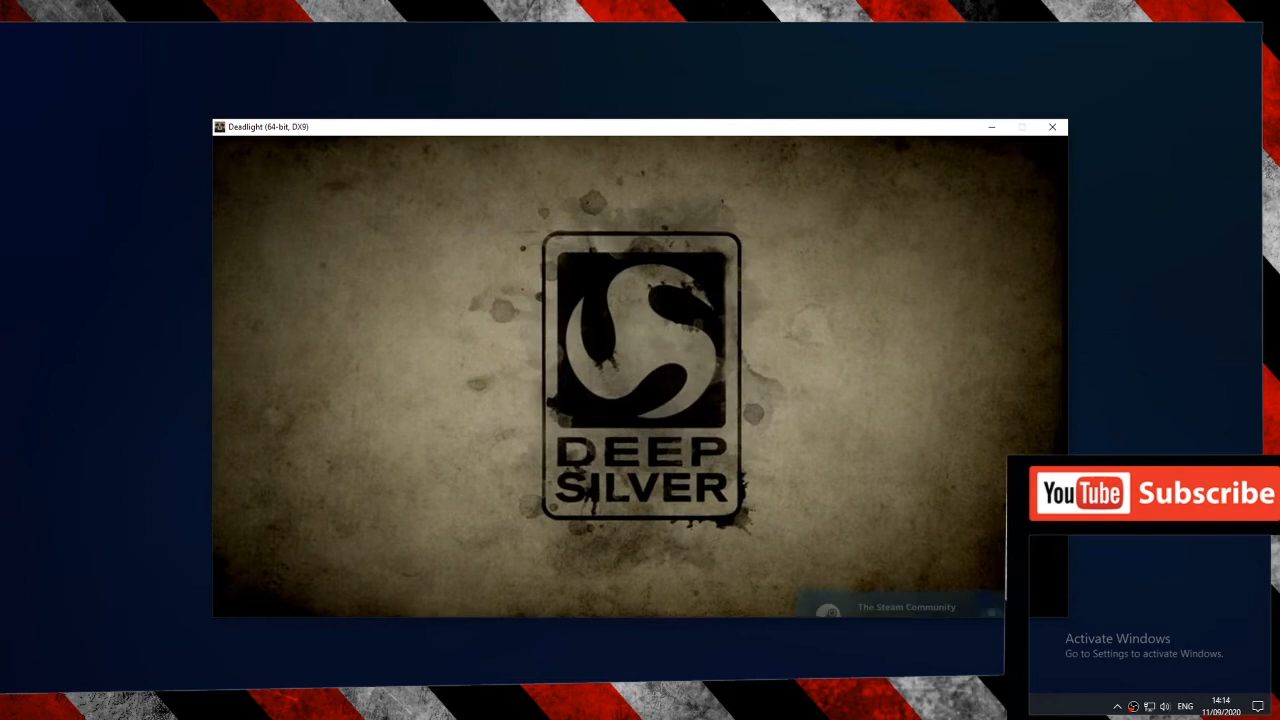 Deadlight (64-bit, DX9)
DEEP
SILVER
YouTube Subscribe
The Steam Community
Activate Windows
Go to Settings to activate Windows.
ENG
14:14
11/09/2020